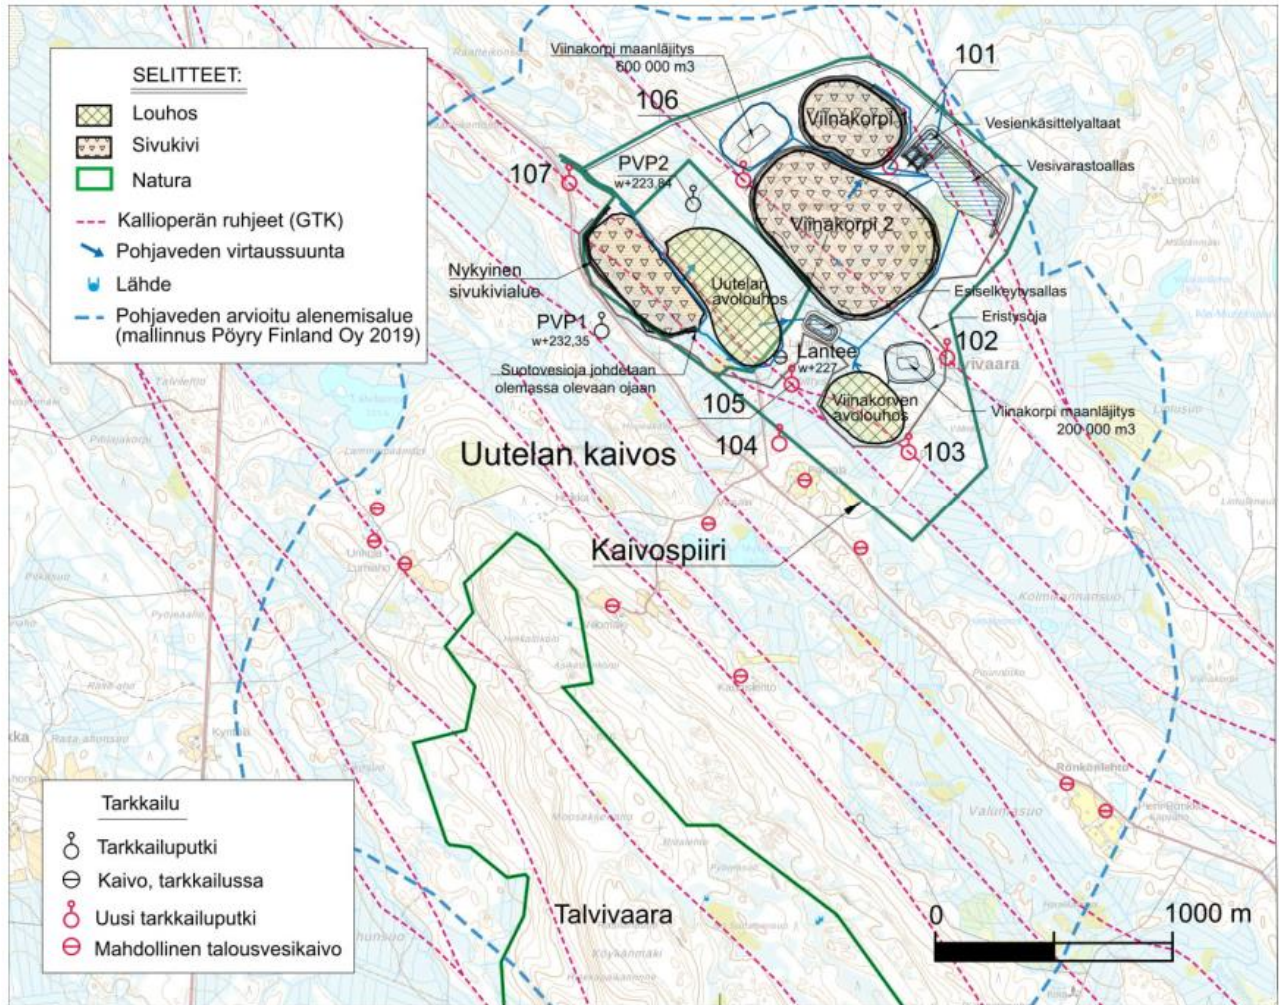 SELITTEET:
Louhos
Sivukivi
Natura
Kallioperän ruhjeet (GTK)
Pohjaveden virtaussuunta
Lähde
Pohjaveden arvioitu alenemisalue
(mallinnus Pöyry Finland Oy 2019)
Viinakorpi maanläjitys
600 000 m3
101
106
Viinakorpi 1
Vesienkäsittelyaltaat
Vesivarastoallas
107
PVP2
w+223,84
Viinakorpi 2
Nykyinen
sivukivialue
Uutelan
avolouhos
Esiselkeytysallas
Eristysoja
PVP1
w+232,35
Lantee
w+227
102
Suotovesioja johdetaan
olemassa olevaan ojaan
105
Viinakorven
avolouhos
Viinakorpi maanläjitys
200 000 m3
104
103
Uutelan kaivos
Kaivospiiri
Kolmikannansuo
Valumasuo
Kytmälä
Tarkkailu
Tarkkailuputki
Kaivo, tarkkailussa
Uusi tarkkailuputki
Mahdollinen talousvesikaivo
Talvivaara
Köykänmäki
0
1000 m